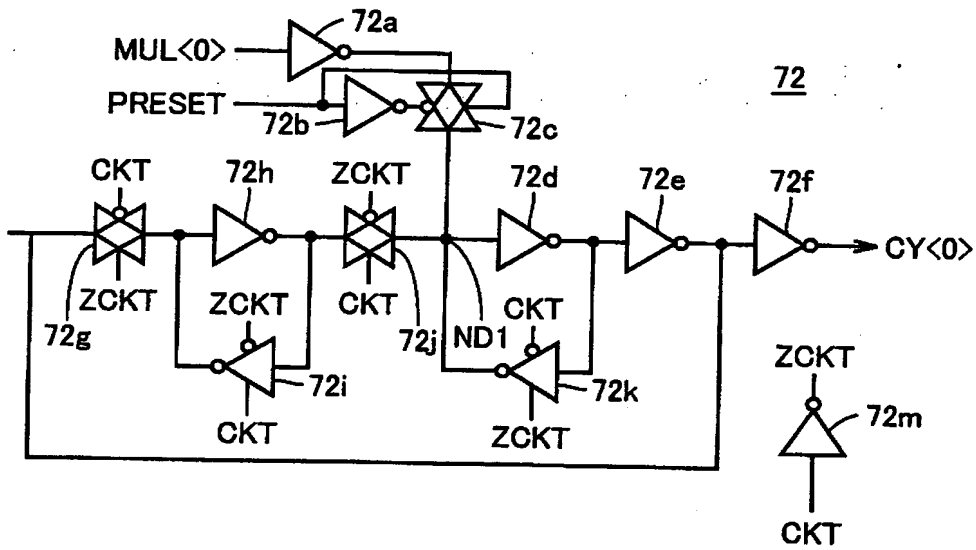 72a
MUL<0>
72
PRESET
72b
72c
CKT
72h
ZCKT
72d
72e
72f
CY<0>
ZCKT
ZCKT
CKT
CKT
72g
72j
ND1
ZCKT
72i
72k
72m
CKT
ZCKT
CKT